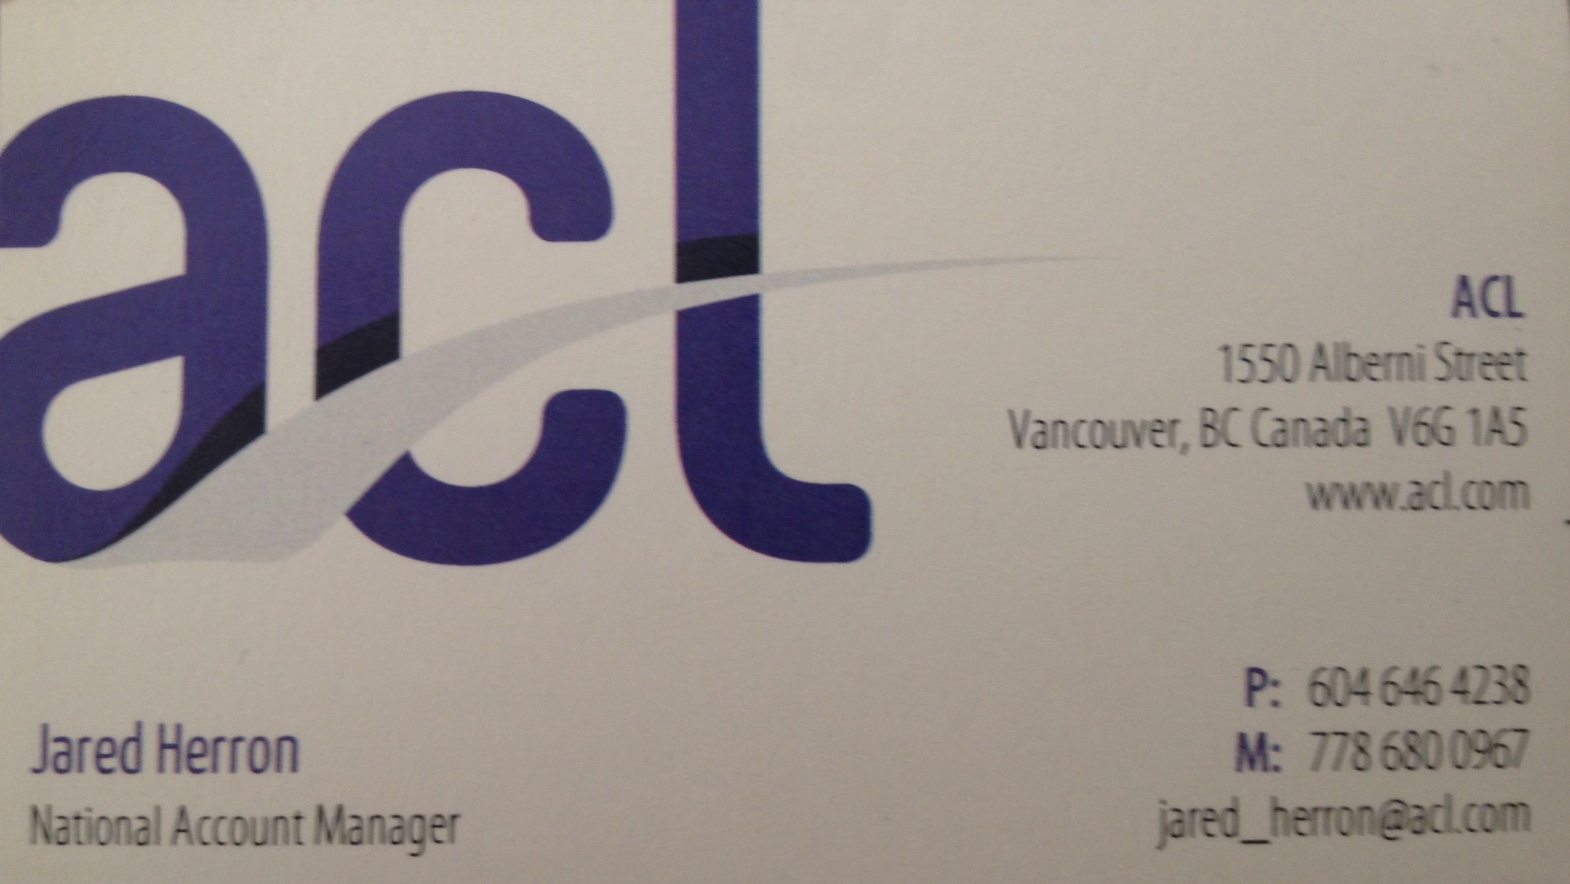 acl
ACL
1550 Alberni Street
Vancouver, BC Canada V6G 1A5
www.acl.com
Jared Herron
National Account Manager
P: 604 646 4238
M: 778 680 0967
jared_herron@acl.com